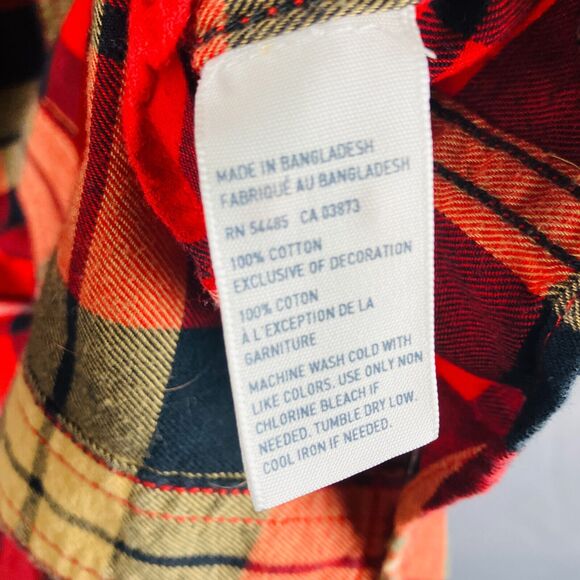 MADE IN BANGLADESH
FABRIQUÉ AU BANGLADESH
RN 54485 CA 03873
100% COTTON
EXCLUSIVE OF DECORATION
100% COTON
À L'EXCEPTION DE LA
GARNITURE
MACHINE WASH COLD WITH
LIKE COLORS. USE ONLY NON
CHLORINE BLEACH IF
NEEDED. TUMBLE DRY LOW.
COOL IRON IF NEEDED.